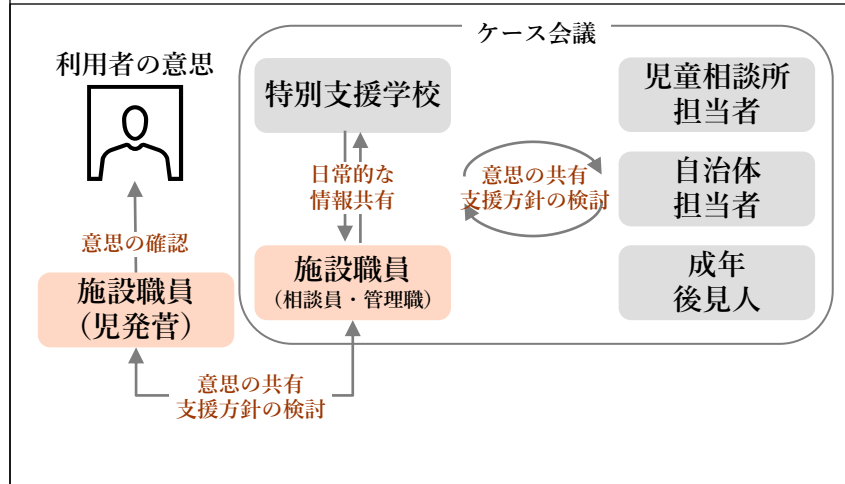 ケース会議
利用者の意思
特別支援学校
児童相談所
担当者
日常的な
情報共有
意思の共有
支援方針の検討
自治体
担当者
意思の確認
施設職員
（児発菅）
施設職員
（相談員・管理職）
成年
後見人
意思の共有
支援方針の検討